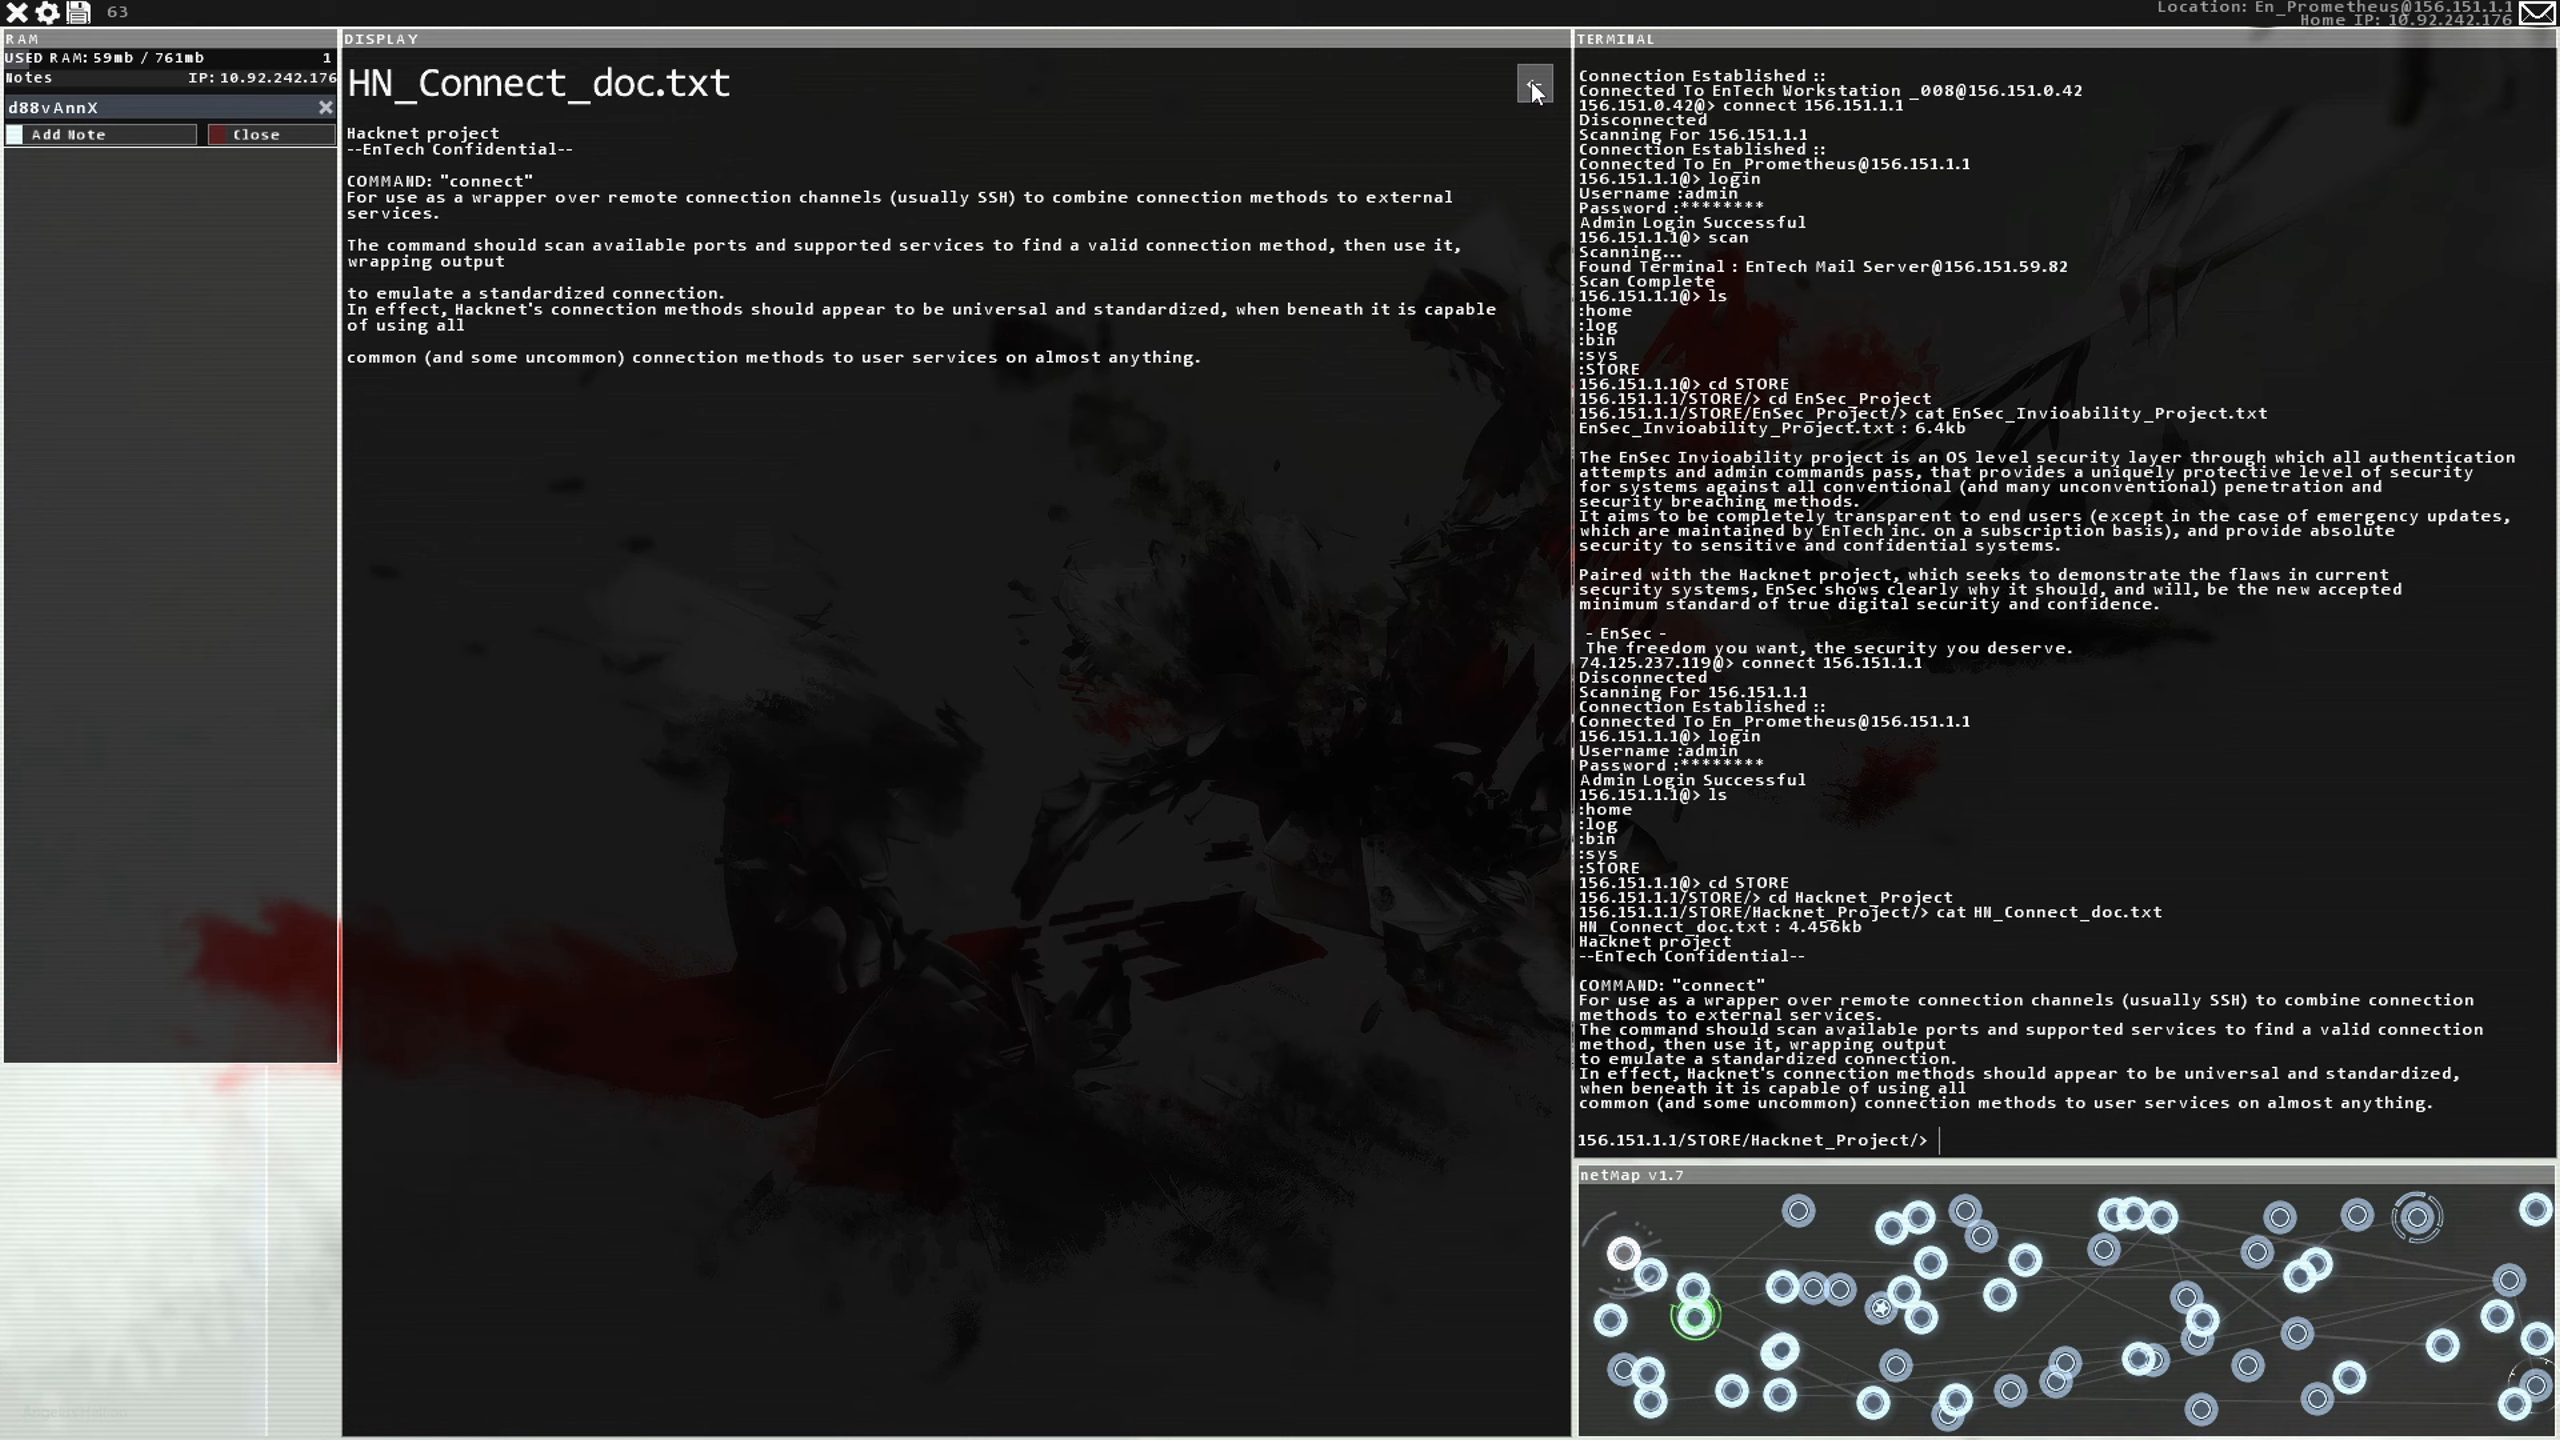 63
Location: En_Prometheus@156.151.1.1
Home IP: 10.92.242.176
RAM
USED RAM: 59mb / 761mb 1
Notes IP: 10.92.242.176
d88vAnnX
Add Note Close
DISPLAY
HN_Connect_doc.txt
Hacknet project
--EnTech Confidential--
COMMAND: "connect"
For use as a wrapper over remote connection channels (usually SSH) to combine connection methods to external
services.
The command should scan available ports and supported services to find a valid connection method, then use it,
wrapping output
to emulate a standardized connection.
In effect, Hacknet's connection methods should appear to be universal and standardized, when beneath it is capable
of using all
common (and some uncommon) connection methods to user services on almost anything.
TERMINAL
Connection Established ::
Connected To EnTech Workstation _008@156.151.0.42
156.151.0.42@> connect 156.151.1.1
Disconnected
Scanning For 156.151.1.1
Connection Established ::
Connected To En_Prometheus@156.151.1.1
156.151.1.1@> login
Username :admin
Password :********
Admin Login Successful
156.151.1.1@> scan
Scanning...
Found Terminal : EnTech Mail Server@156.151.59.82
Scan Complete
156.151.1.1@> ls
:home
:log
:bin
:sys
:STORE
156.151.1.1@> cd STORE
156.151.1.1/STORE/> cd EnSec_Project
156.151.1.1/STORE/EnSec_Project/> cat EnSec_Invioability_Project.txt
EnSec_Invioability_Project.txt : 6.4kb
The EnSec Invioability project is an OS level security layer through which all authentication
attempts and admin commands pass, that provides a uniquely protective level of security
for systems against all conventional (and many unconventional) penetration and
security breaching methods.
It aims to be completely transparent to end users (except in the case of emergency updates,
which are maintained by EnTech inc. on a subscription basis), and provide absolute
security to sensitive and confidential systems.
Paired with the Hacknet project, which seeks to demonstrate the flaws in current
security systems, EnSec shows clearly why it should, and will, be the new accepted
minimum standard of true digital security and confidence.
- EnSec -
The freedom you want, the security you deserve.
74.125.237.119@> connect 156.151.1.1
Disconnected
Scanning For 156.151.1.1
Connection Established ::
Connected To En_Prometheus@156.151.1.1
156.151.1.1@> login
Username :admin
Password :********
Admin Login Successful
156.151.1.1@> ls
:home
:log
:bin
:sys
:STORE
156.151.1.1@> cd STORE
156.151.1.1/STORE/> cd Hacknet_Project
156.151.1.1/STORE/Hacknet_Project/> cat HN_Connect_doc.txt
HN_Connect_doc.txt : 4.456kb
Hacknet project
--EnTech Confidential--
COMMAND: "connect"
For use as a wrapper over remote connection channels (usually SSH) to combine connection
methods to external services.
The command should scan available ports and supported services to find a valid connection
method, then use it, wrapping output
to emulate a standardized connection.
In effect, Hacknet's connection methods should appear to be universal and standardized,
when beneath it is capable of using all
common (and some uncommon) connection methods to user services on almost anything.
156.151.1.1/STORE/Hacknet_Project/>
netMap v1.7